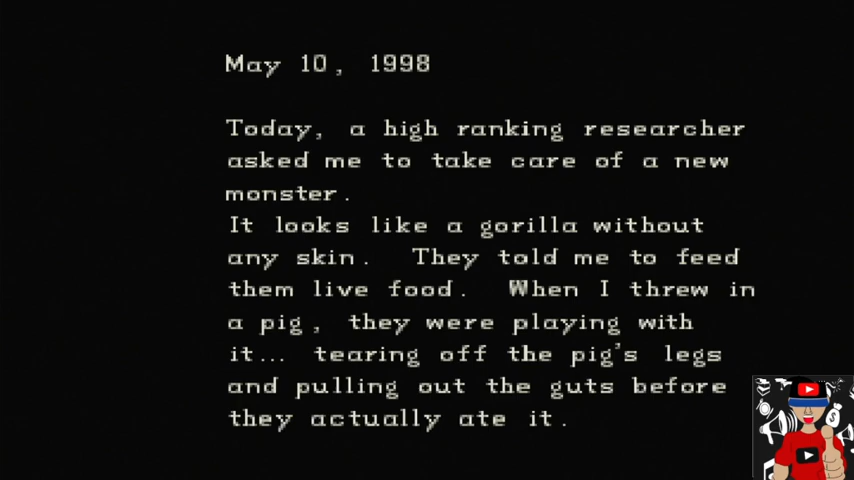 May 10, 1998
Today, a high ranking researcher
asked me to take care of a new
monster.
It looks like a gorilla without
any skin. They told me to feed
them live food. When I threw in
a pig, they were playing with
it... tearing off the pig's legs
and pulling out the guts before
they actually ate it.